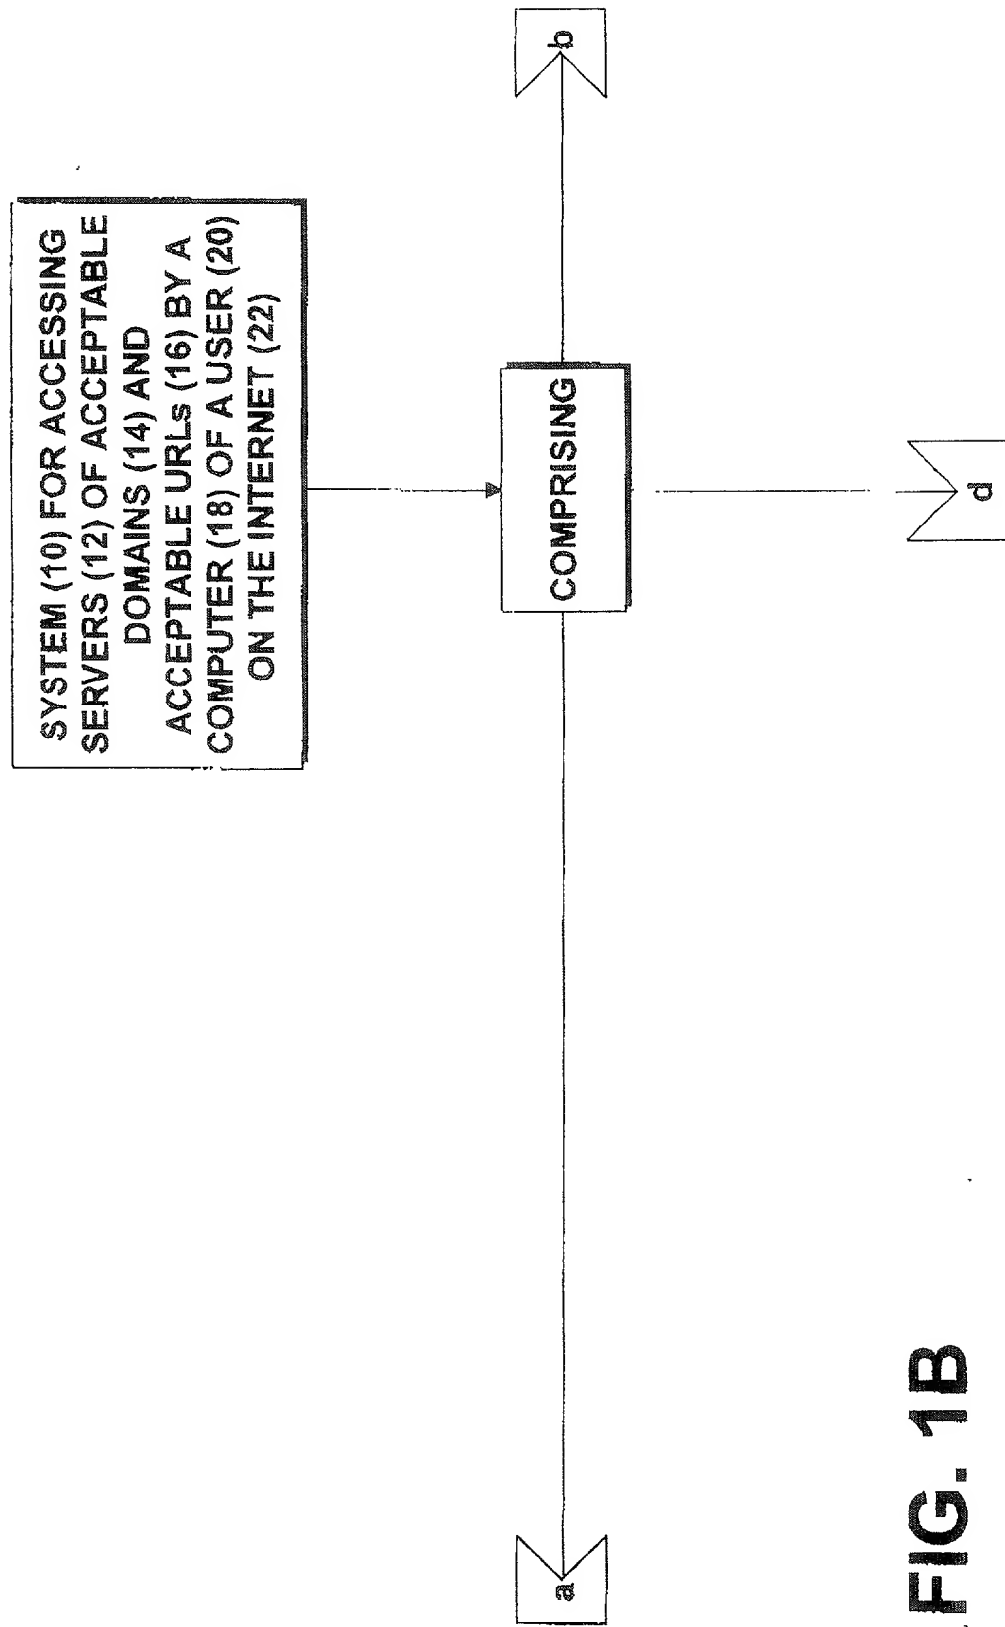 SYSTEM (10) FOR ACCESSING
SERVERS (12) OF ACCEPTABLE
DOMAINS (14) AND
ACCEPTABLE URLs (16) BY A
COMPUTER (18) OF A USER (20)
ON THE INTERNET (22)
COMPRISING
a
b
d
FIG. 1B